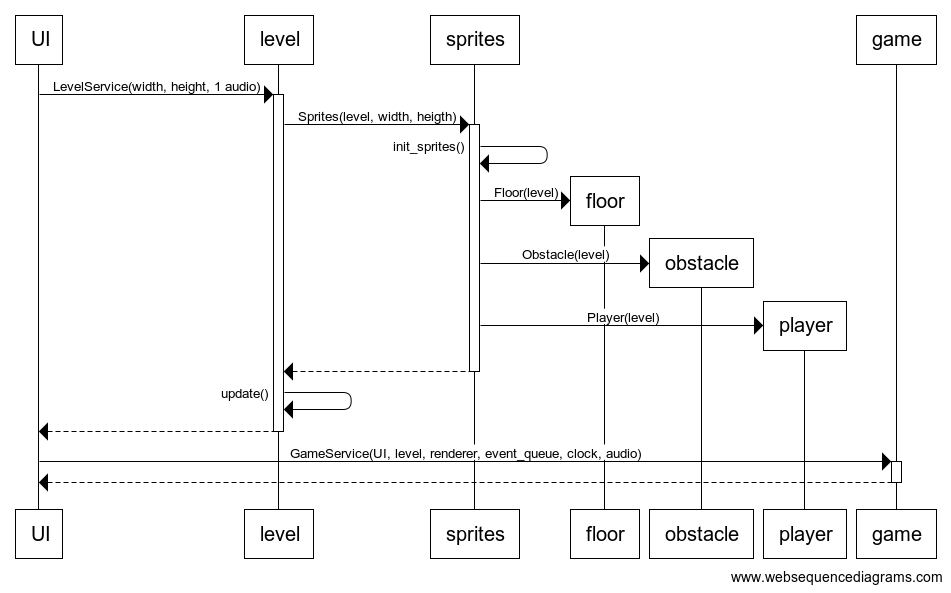 UI level sprites game
LevelService(width, height, 1 audio)
Sprites(level, width, heigth)
init_sprites()
Floor(level)
floor
Obstacle(level)
obstacle
Player(level)
player
update()
GameService(UI, level, renderer, event_queue, clock, audio)
UI level sprites floor obstacle player game
www.websequencediagrams.com